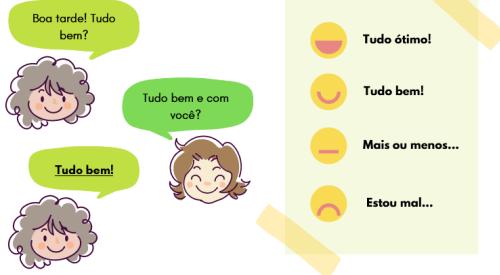 Boa tarde! Tudo
bem?
Tudo bem e com
você?
Tudo bem!
Tudo ótimo!
Tudo bem!
Mais ou menos...
Estou mal...